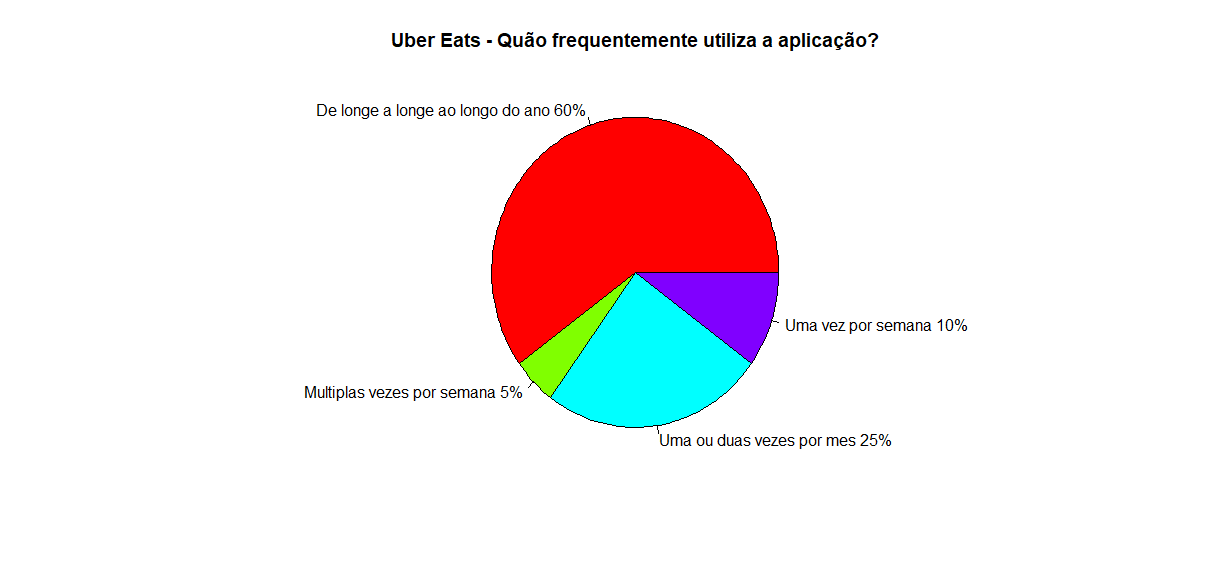 Uber Eats - Quão frequentemente utiliza a aplicação?
De longe a longe ao longo do ano 60%
Uma vez por semana 10%
Multiplas vezes por semana 5%
Uma ou duas vezes por mes 25%